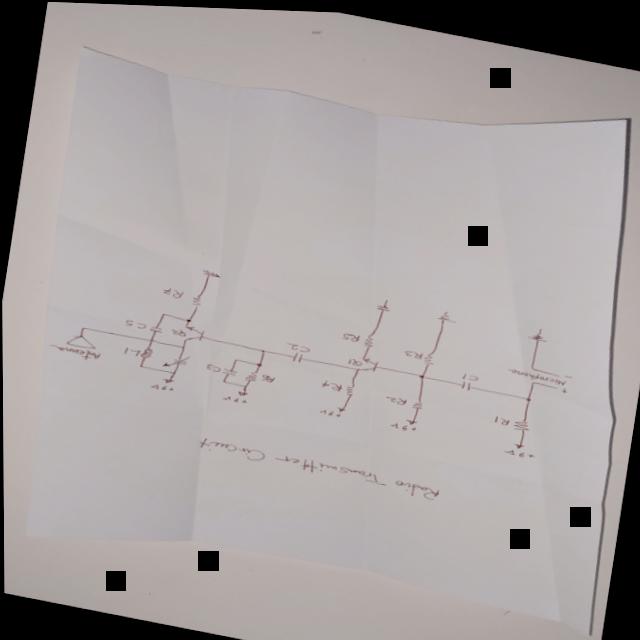 Radio Transmitter Circuit
+9V
+9V
+9V
+9V
+9V
R1
R2
R4
R6
C3
L1
+
Microphone
-
C1
R3
Q1
R5
C2
Q2
C5
R7
Antenna